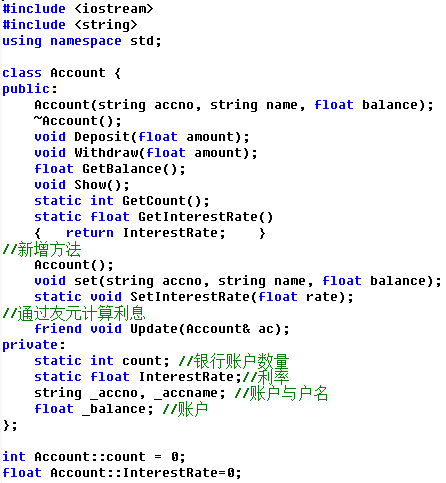 #include <iostream>
#include <string>
using namespace std;

class Account {
public:
    Account(string accno, string name, float balance);
    ~Account();
    void Deposit(float amount);
    void Withdraw(float amount);
    float GetBalance();
    void Show();
    static int GetCount();
    static float GetInterestRate()
    {   return InterestRate;    }
//新增方法
    Account();
    void set(string accno, string name, float balance);
    static void SetInterestRate(float rate);
//通过友元计算利息
    friend void Update(Account& ac);
private:
    static int count; //银行账户数量
    static float InterestRate;//利率
    string _accno, _accname; //账户与户名
    float _balance; //账户
};

int Account::count = 0;
float Account::InterestRate=0;